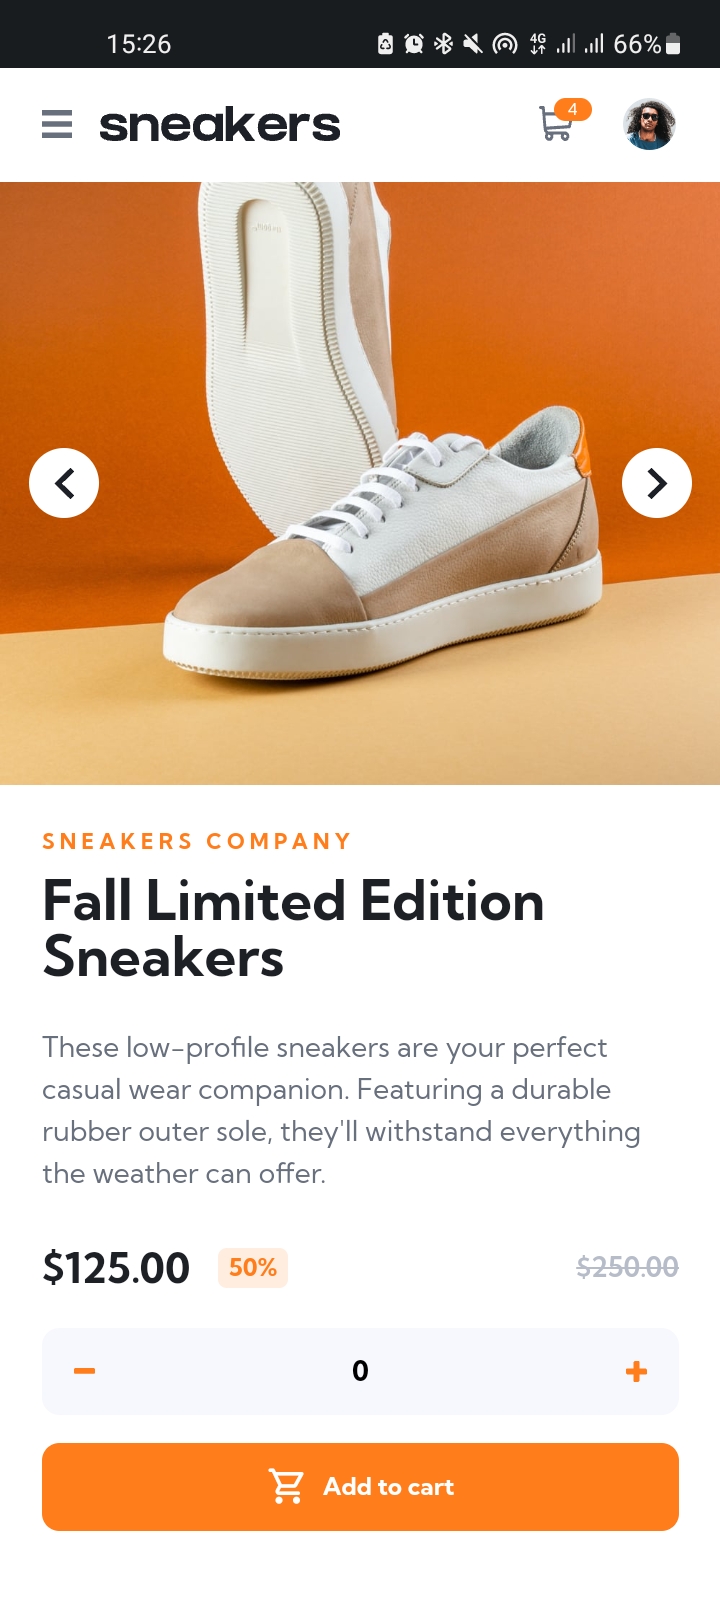 15:26
4G
66%
sneakers
4
SNEAKERS COMPANY
Fall Limited Edition
Sneakers
These low-profile sneakers are your perfect
casual wear companion. Featuring a durable
rubber outer sole, they'll withstand everything
the weather can offer.
$125.00 50% $250.00
0
Add to cart